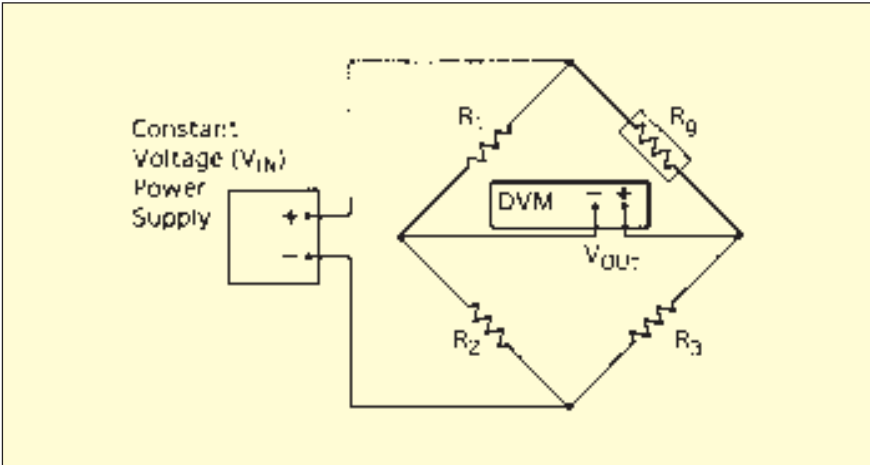 Constant
Voltage (VIN)
Power
Supply
+
−
R1
Rg
DVM
− +
VOUT
R2
R3